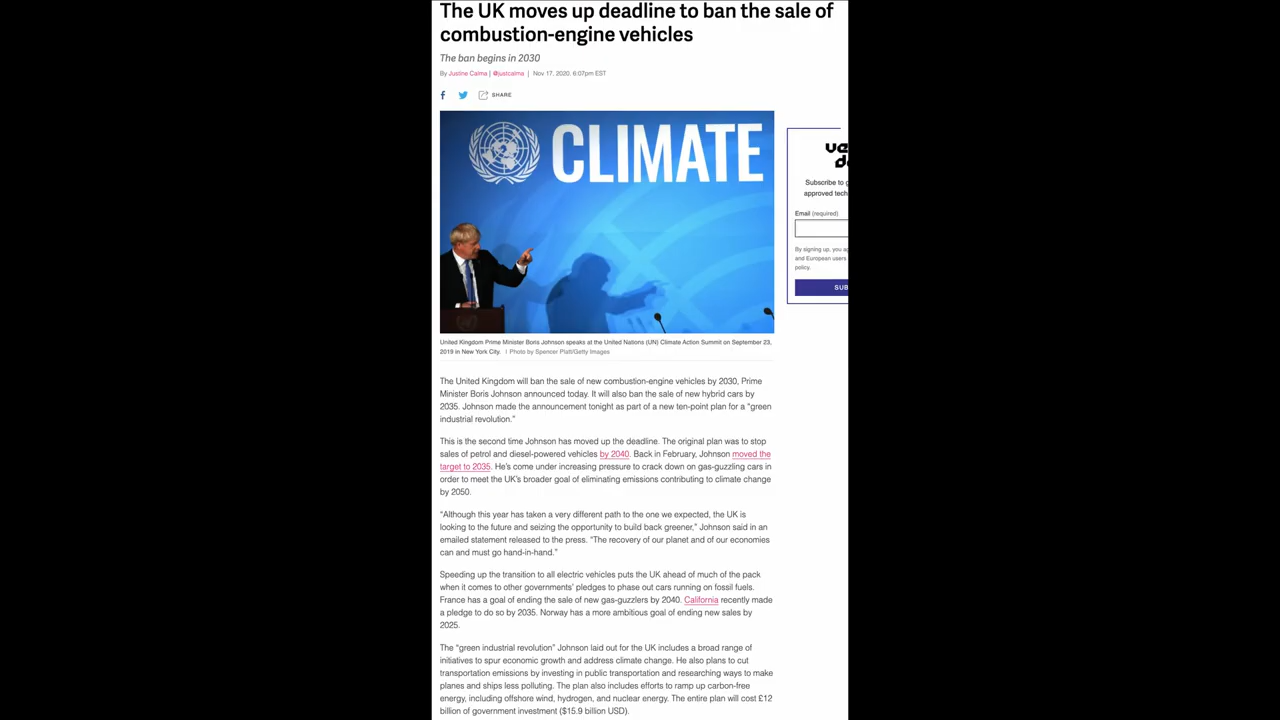 The UK moves up deadline to ban the sale of
combustion-engine vehicles
The ban begins in 2030
By Justine Calma | @justcalma | Nov 17, 2020, 6:07pm EST
SHARE
CLIMATE
United Kingdom Prime Minister Boris Johnson speaks at the United Nations (UN) Climate Action Summit on September 23,
2019 in New York City. | Photo by Spencer Platt/Getty Images
The United Kingdom will ban the sale of new combustion-engine vehicles by 2030, Prime
Minister Boris Johnson announced today. It will also ban the sale of new hybrid cars by
2035. Johnson made the announcement tonight as part of a new ten-point plan for a “green
industrial revolution.”
This is the second time Johnson has moved up the deadline. The original plan was to stop
sales of petrol and diesel-powered vehicles by 2040. Back in February, Johnson moved the
target to 2035. He’s come under increasing pressure to crack down on gas-guzzling cars in
order to meet the UK’s broader goal of eliminating emissions contributing to climate change
by 2050.
“Although this year has taken a very different path to the one we expected, the UK is
looking to the future and seizing the opportunity to build back greener,” Johnson said in an
emailed statement released to the press. “The recovery of our planet and of our economies
can and must go hand-in-hand.”
Speeding up the transition to all electric vehicles puts the UK ahead of much of the pack
when it comes to other governments’ pledges to phase out cars running on fossil fuels.
France has a goal of ending the sale of new gas-guzzlers by 2040. California recently made
a pledge to do so by 2035. Norway has a more ambitious goal of ending new sales by
2025.
The “green industrial revolution” Johnson laid out for the UK includes a broad range of
initiatives to spur economic growth and address climate change. He also plans to cut
transportation emissions by investing in public transportation and researching ways to make
planes and ships less polluting. The plan also includes efforts to ramp up carbon-free
energy, including offshore wind, hydrogen, and nuclear energy. The entire plan will cost £12
billion of government investment ($15.9 billion USD).
Subscribe to g
approved tech
Email (required)
By signing up, you ag
and European users
policy.
SUB